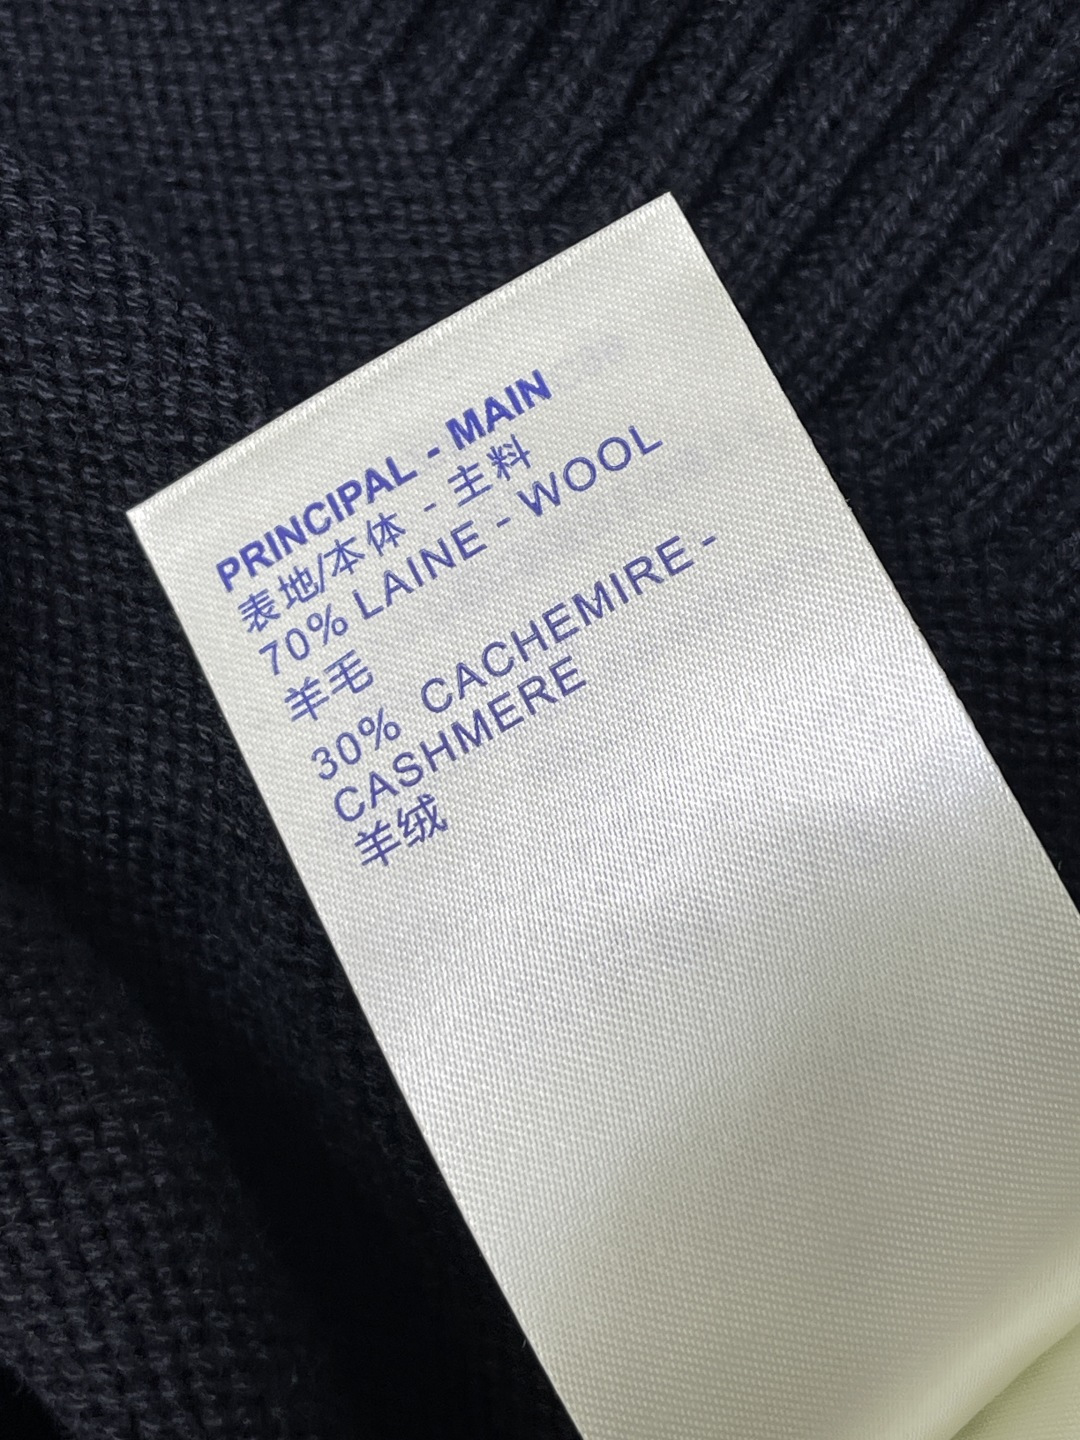 PRINCIPAL - MAIN
表地/本体 - 主料
70% LAINE - WOOL
羊毛
30% CACHEMIRE -
CASHMERE
羊绒